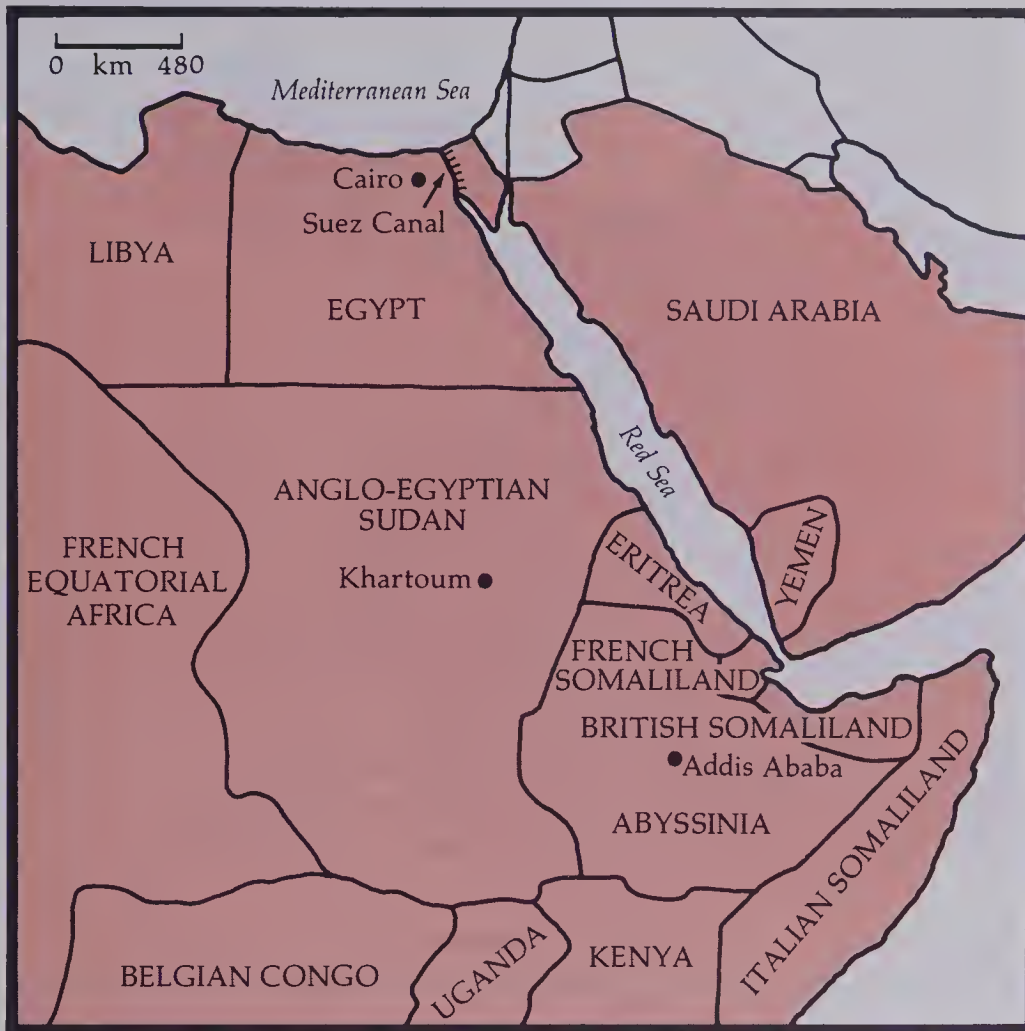 0 km 480
Mediterranean Sea
Cairo
Suez Canal
LIBYA
EGYPT
SAUDI ARABIA
Red Sea
ANGLO-EGYPTIAN
SUDAN
FRENCH
EQUATORIAL
AFRICA
Khartoum
ERITREA
YEMEN
FRENCH
SOMALILAND
BRITISH SOMALILAND
Addis Ababa
ABYSSINIA
ITALIAN SOMALILAND
BELGIAN CONGO
UGANDA
KENYA